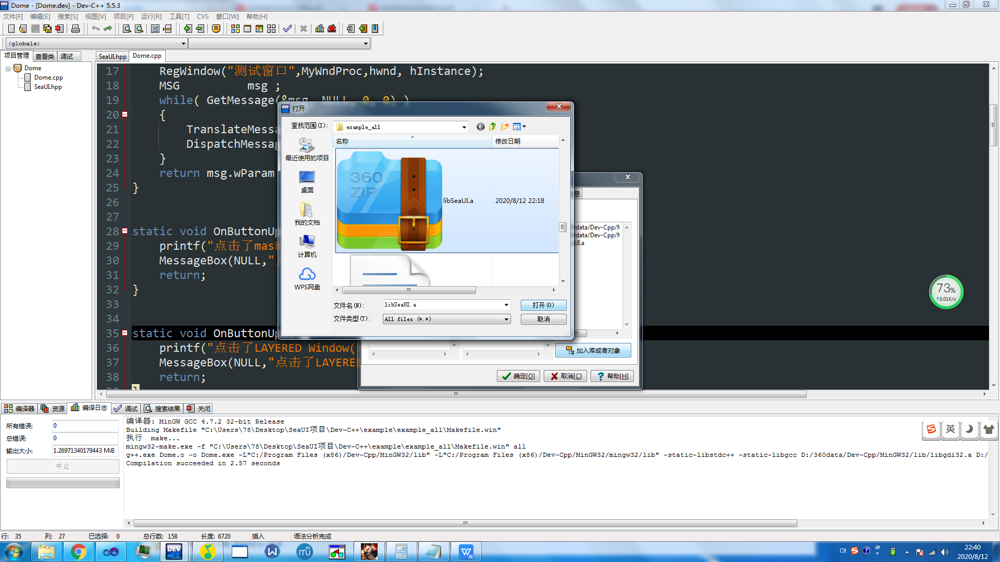 Dome - [Dome.dev] - Dev-C++ 5.5.3
文件[F] 编辑[E] 搜索[S] 视图[V] 项目[P] 运行[R] 工具[T] CVS 窗口[W] 帮助[H]
(globals)
项目管理 查看类 调试 SeaUI.hpp Dome.cpp
Dome
Dome.cpp
SeaUI.hpp
17 RegWindow("测试窗口",MyWndProc,hwnd, hInstance);
18 MSG msg ;
19 while( GetMessage(&msg, NULL, 0, 0) )
20 {
21 TranslateMessa
22 DispatchMessag
23 }
24 return msg.wParam
25 }
26
27
28 static void OnButtonUp
29 printf("点击了mask
30 MessageBox(NULL,"
31 return;
32 }
33
34
35 static void OnButtonUp
36 printf("点击了LAYERED Window(
37 MessageBox(NULL,"点击了LAYERED
38 return;
39 }
打开
查找范围(I): example_all
名称 修改日期
最近使用的项目
桌面
我的文档
计算机
WPS网盘
360
ZIP
libSeaUI.a 2020/8/12 22:18
文件名(N): libSeaUI.a 打开(O)
文件类型(T): All files (*.*) 取消
息
data/Dev-Cpp/M
data/Dev-Cpp/M
UI.a
加入库或者对象
确定[O] 取消[C] 帮助[H]
73%
0.01K/s
编译器 资源 编译日志 调试 搜索结果 关闭
所有错误: 0
总错误: 0
输出大小: 1.26971340179443 MiB
中止
编译器: MinGW GCC 4.7.2 32-bit Release
Building Makefile "C:\Users\78\Desktop\SeaUI项目\Dev-C++\example\example_all\Makefile.win"
执行 make...
mingw32-make.exe -f "C:\Users\78\Desktop\SeaUI项目\Dev-C++\example\example_all\Makefile.win" all
g++.exe Dome.o -o Dome.exe -L"C:/Program Files (x86)/Dev-Cpp/MinGW32/lib" -L"C:/Program Files (x86)/Dev-Cpp/MinGW32/mingw32/lib" -static-libstdc++ -static-libgcc D:/360data/Dev-Cpp/MinGW32/lib/libgdi32.a D:/
Compilation succeeded in 2.57 seconds
英
行: 35 列: 27 已选择: 0 总行数: 158 长度: 6720 插入 语法分析完成
DEV C++
CH
22:40
2020/8/12